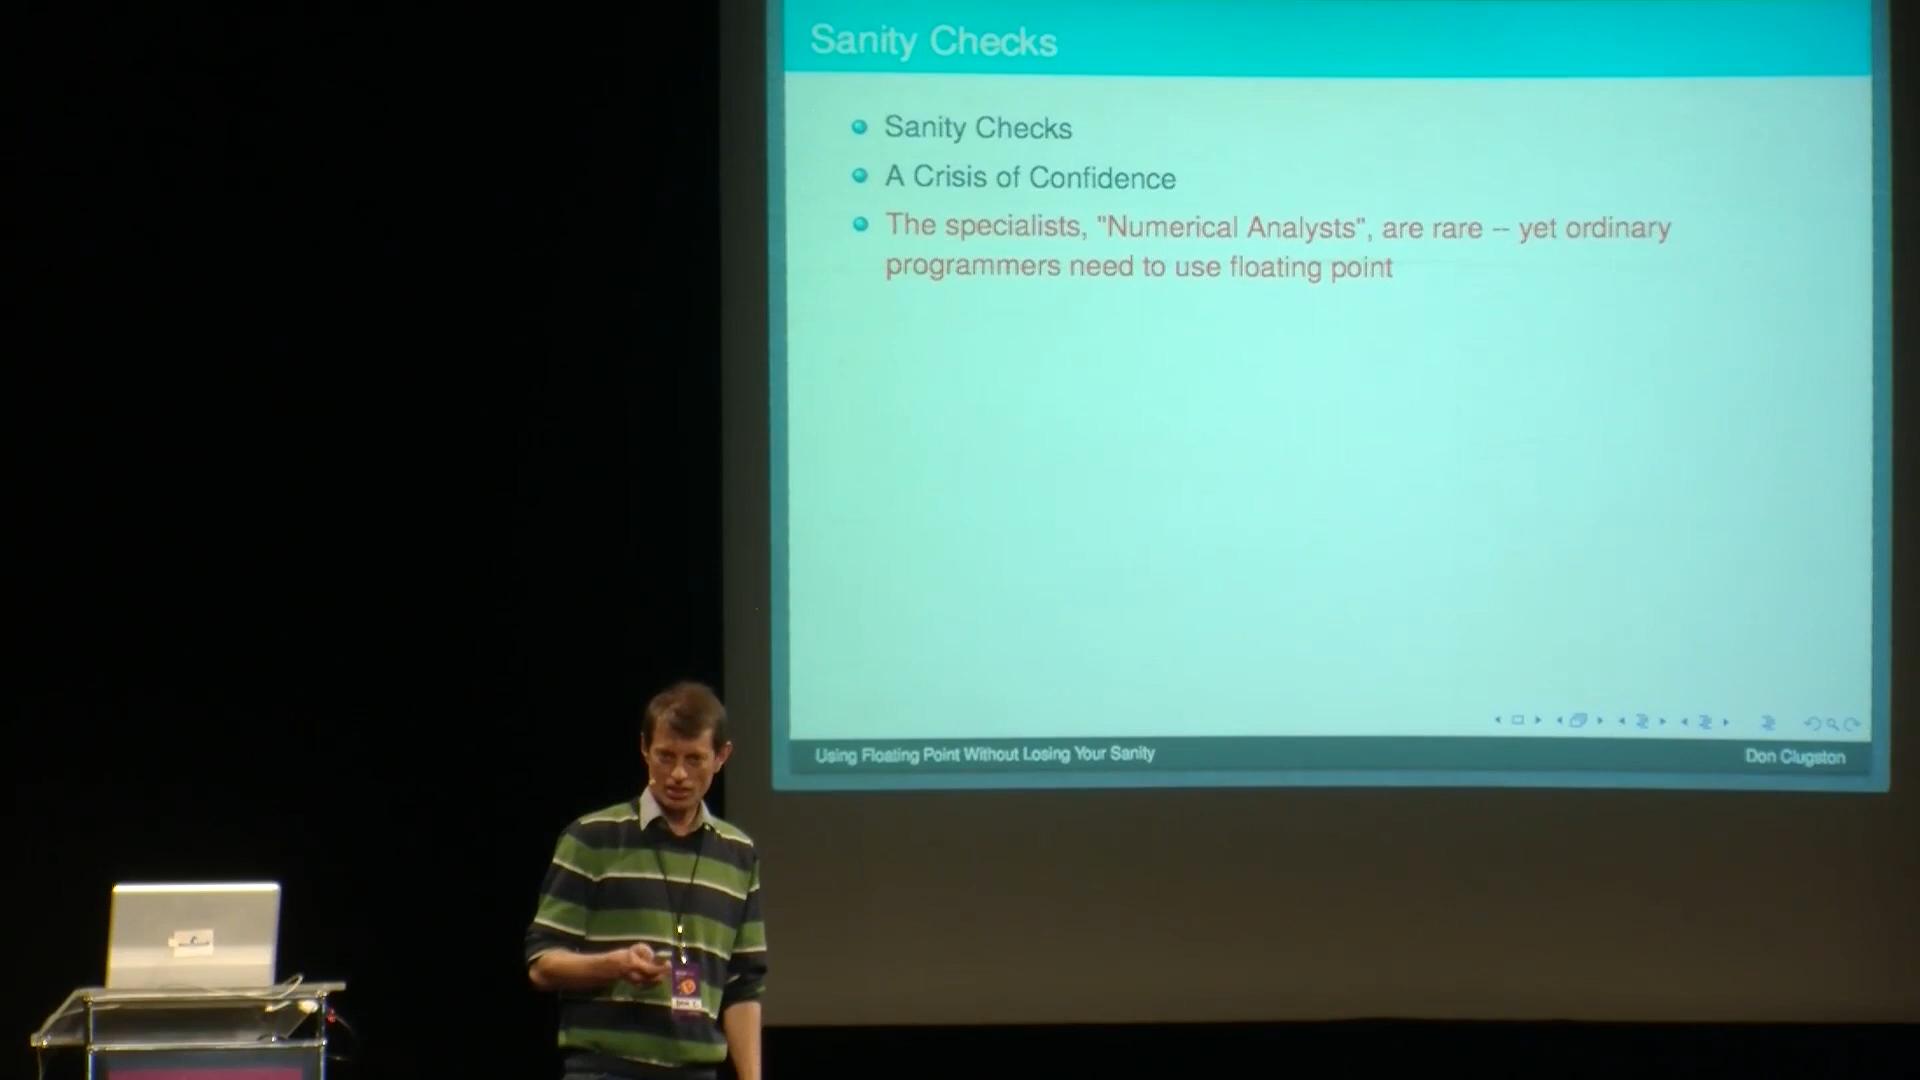 Sanity Checks
Sanity Checks
A Crisis of Confidence
The specialists, "Numerical Analysts", are rare -- yet ordinary
programmers need to use floating point
Using Floating Point Without Losing Your Sanity
Don Clugston